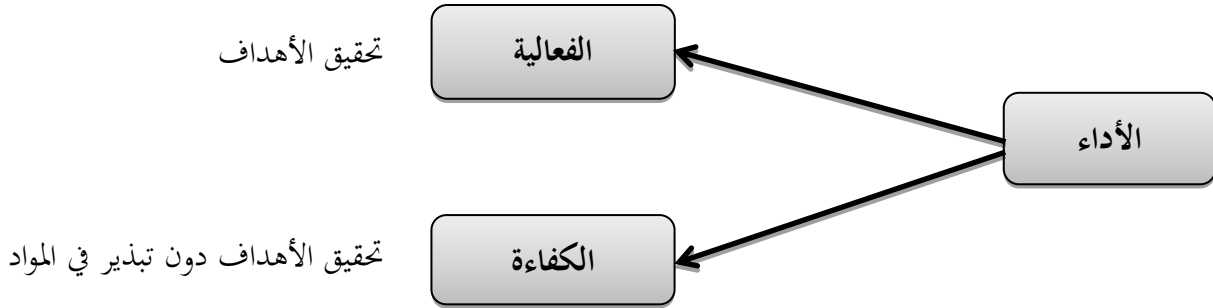 الفعالية
تحقيق الأهداف
الأداء
الكفاءة
تحقيق الأهداف دون تبذير في المواد